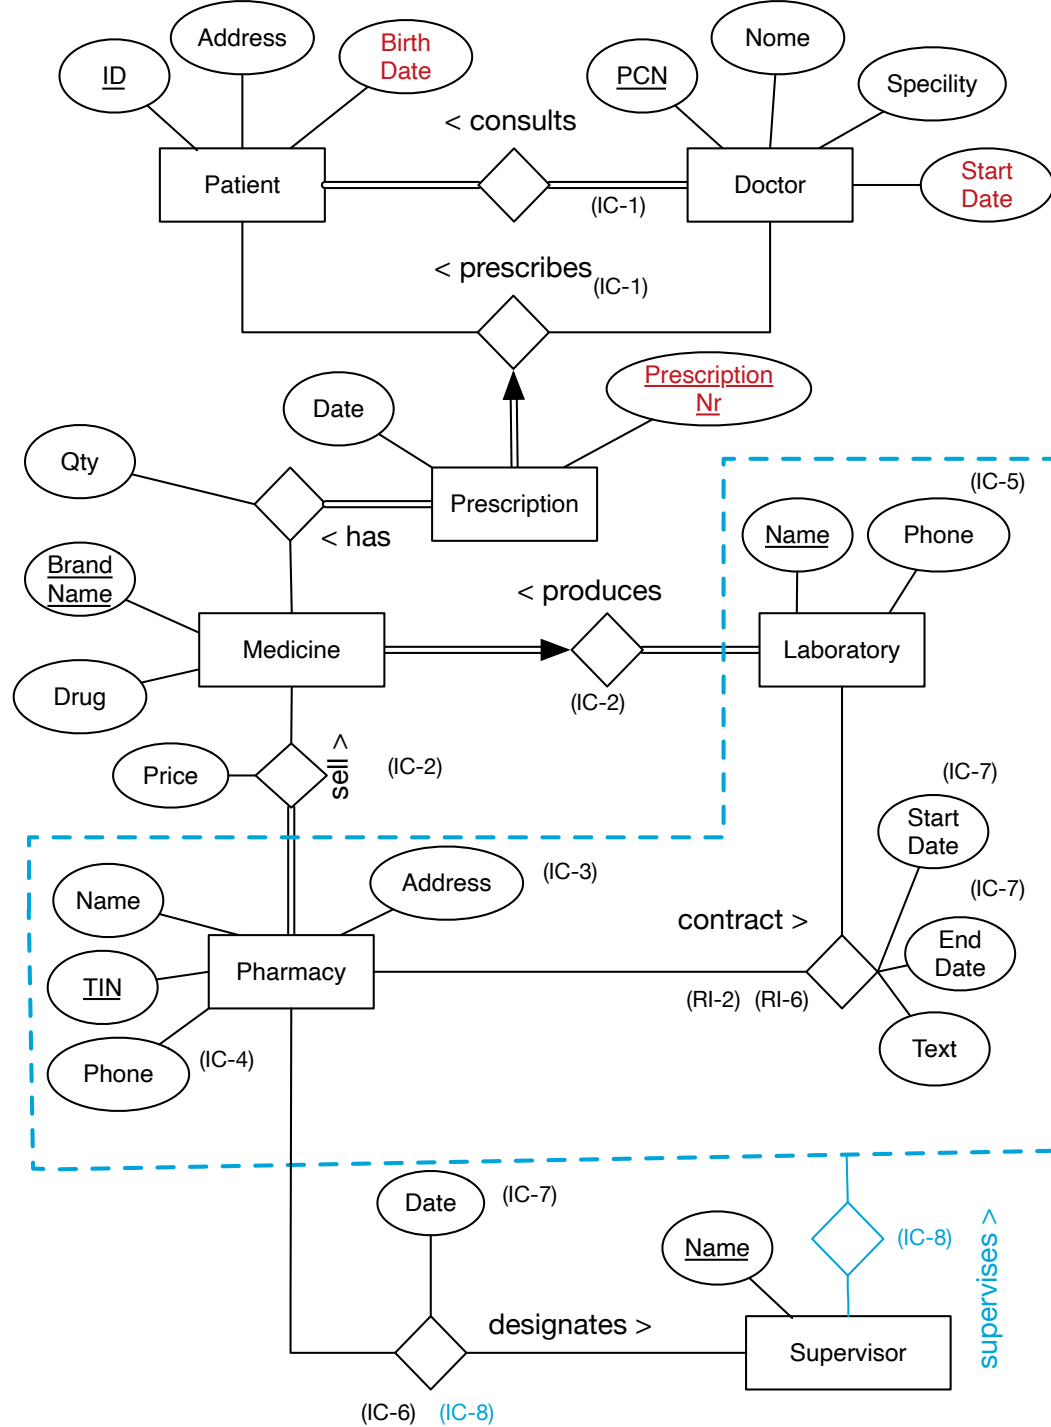 Address
Birth
Date
ID
Nome
PCN
Specility
< consults
Patient
Doctor
Start
Date
(IC-1)
< prescribes
(IC-1)
Prescription
Nr
Date
Qty
Prescription
(IC-5)
< has
Name
Phone
Brand
Name
< produces
Medicine
Laboratory
Drug
(IC-2)
Price
sell >
(IC-2)
(IC-7)
Start
Date
Address
(IC-3)
(IC-7)
Name
contract >
End
Date
Pharmacy
TIN
(RI-2)
(RI-6)
Phone
(IC-4)
Text
Date
(IC-7)
Name
(IC-8)
supervises >
designates >
Supervisor
(IC-6)
(IC-8)